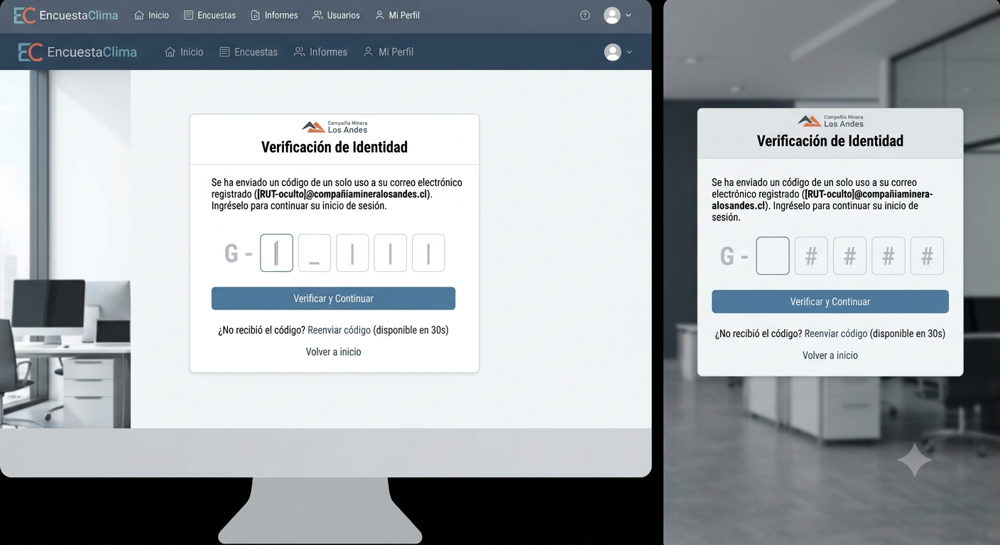 EC EncuestaClima Inicio Encuestas Informes Usuarios Mi Perfil ?
EC EncuestaClima Inicio Encuestas Informes Mi Perfil
Compañía Minera
Los Andes
Verificación de Identidad
Se ha enviado un código de un solo uso a su correo electrónico
registrado ([RUT-oculto]@compañiamineralosandes.cl).
Ingréselo para continuar su inicio de sesión.
G - | _ | | |
Verificar y Continuar
¿No recibió el código? Reenviar código (disponible en 30s)
Volver a inicio
Compeñís Minera
Los Andes
Verificación de Identidad
Se ha enviado un código de un solo uso a su correo
electrónico registrado ([RUT-oculto]@compañiaminera-
alosandes.cl). Ingréselo para continuar su inicio de
sesión.
G - # # # #
Verificar y Continuar
¿No recibió el código? Reenviar código (disponible en 30s)
Volver a inicio